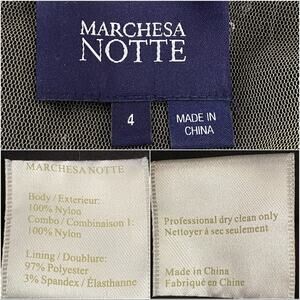 MARCHESA
NOTTE
4
MADE IN
CHINA
MARCHESA NOTTE
Body / Exterieur:
100% Nylon
Combo / Combinaison 1:
100% Nylon
Lining / Doublure:
97% Polyester
3% Spandex / Élasthanne
Professional dry clean only
Nettoyer à sec seulement
Made in China
Fabriqué en Chine